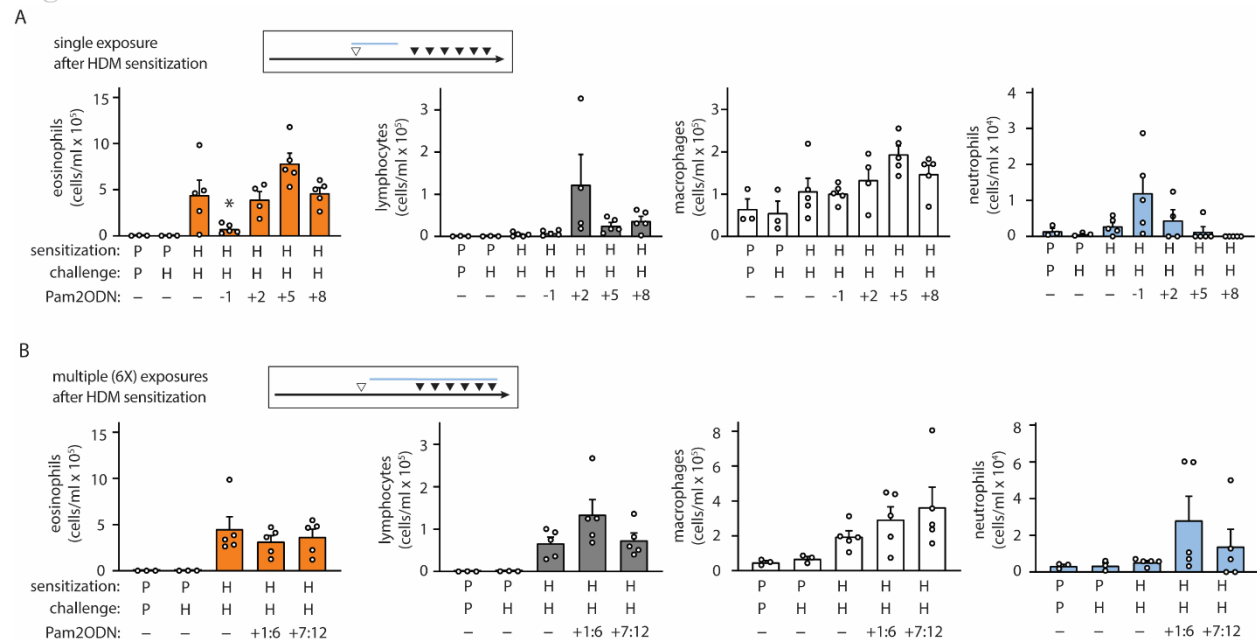 A
single exposure
after HDM sensitization
eosinophils
(cells/ml x 10⁵)
15
10
5
0
*
lymphocytes
(cells/ml x 10⁵)
3
2
1
0
macrophages
(cells/ml x 10⁵)
4
3
2
1
0
neutrophils
(cells/ml x 10⁴)
4
2
0
sensitization: P P H H H H H P P H H H H H P P H H H H H P P H H H H H
challenge: P H H H H H H P H H H H H H P H H H H H H P H H H H H H
Pam2ODN: – – – -1 +2 +5 +8 – – – -1 +2 +5 +8 – – – -1 +2 +5 +8 – – – -1 +2 +5 +8
B
multiple (6X) exposures
after HDM sensitization
eosinophils
(cells/ml x 10⁵)
15
10
5
0
lymphocytes
(cells/ml x 10⁵)
3
2
1
0
macrophages
(cells/ml x 10⁵)
8
6
4
2
0
neutrophils
(cells/ml x 10⁴)
8
6
4
2
0
sensitization: P P H H H P P H H H P P H H H P P H H H
challenge: P H H H H P H H H H P H H H H P H H H H
Pam2ODN: – – – +1:6 +7:12 – – – +1:6 +7:12 – – – +1:6 +7:12 – – – +1:6 +7:12